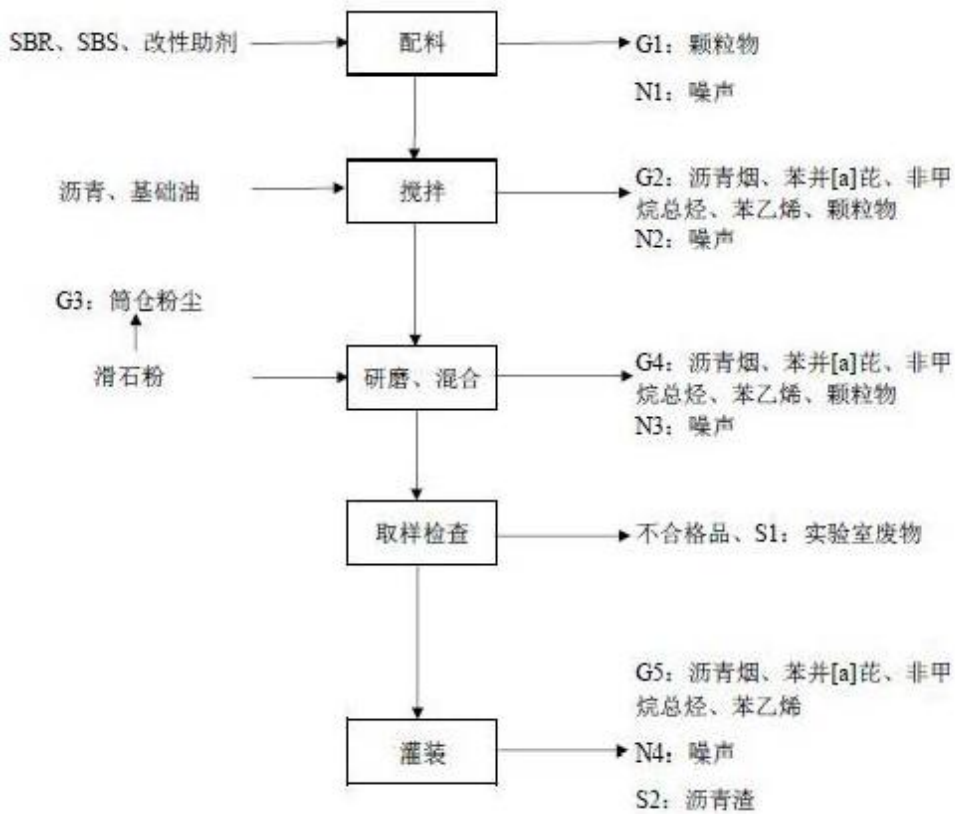 SBR、SBS、改性助剂
配料
G1：颗粒物
N1：噪声
沥青、基础油
搅拌
G2：沥青烟、苯并[a]芘、非甲
烷总烃、苯乙烯、颗粒物
N2：噪声
G3：筒仓粉尘
滑石粉
研磨、混合
G4：沥青烟、苯并[a]芘、非甲
烷总烃、苯乙烯、颗粒物
N3：噪声
取样检查
不合格品、S1：实验室废物
灌装
G5：沥青烟、苯并[a]芘、非甲
烷总烃、苯乙烯
N4：噪声
S2：沥青渣